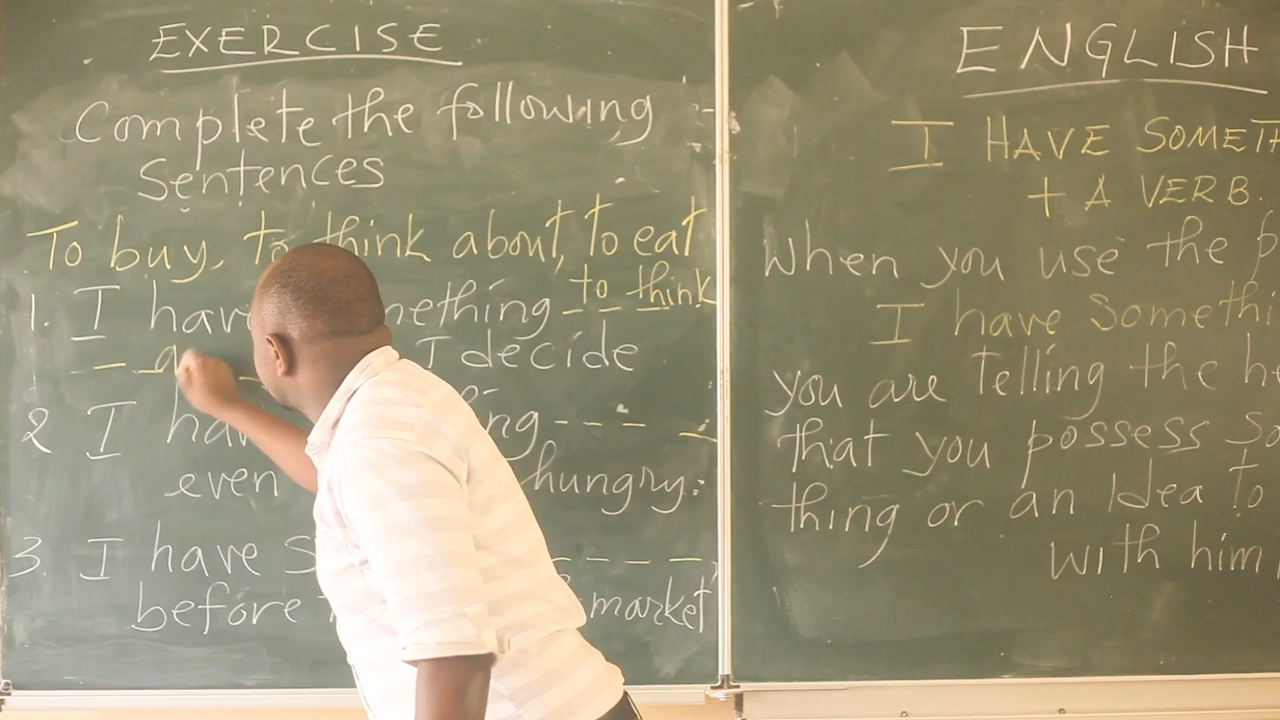 EXERCISE
Complete the following
Sentences
To buy, to think about, to eat
1. I have something to think
a I decide
2 I have ing ---
even hungry.
3. I have
before market
ENGLISH
I HAVE SOMETH
+ A VERB.
When you use the p
I have Somethi
you are Telling the he
that you possess so
thing or an Idea to
with him